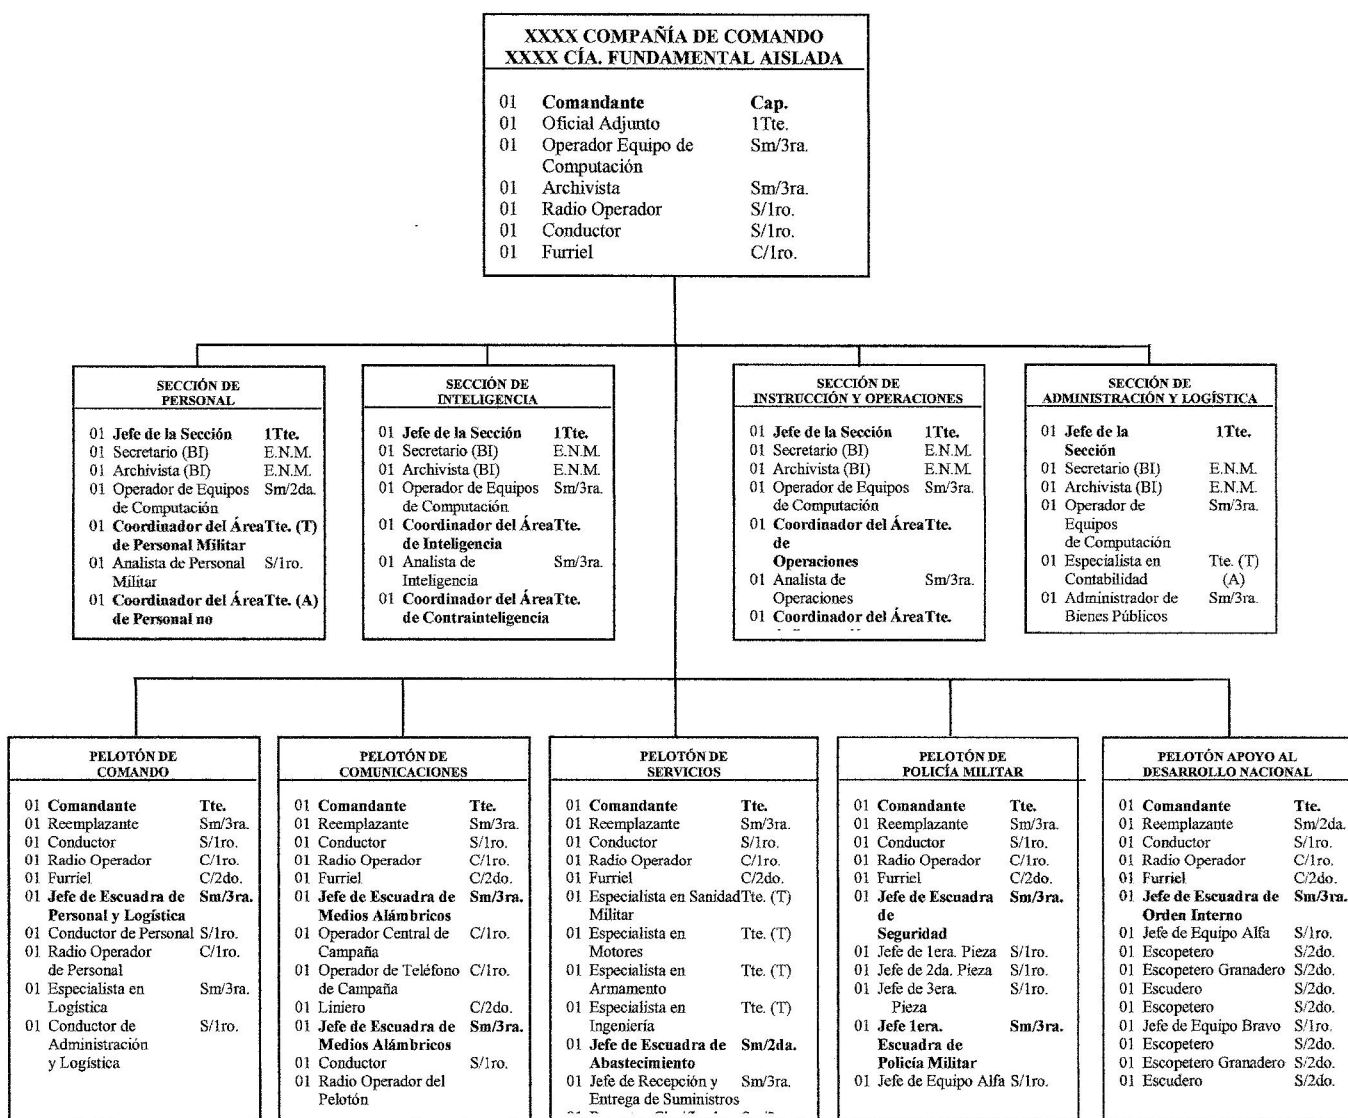 XXXX COMPAÑÍA DE COMANDO
XXXX CÍA. FUNDAMENTAL AISLADA
01 Comandante Cap.
01 Oficial Adjunto 1Tte.
01 Operador Equipo de Sm/3ra.
Computación
01 Archivista Sm/3ra.
01 Radio Operador S/1ro.
01 Conductor S/1ro.
01 Furriel C/1ro.
SECCIÓN DE
PERSONAL
01 Jefe de la Sección 1Tte.
01 Secretario (BI) E.N.M.
01 Archivista (BI) E.N.M.
01 Operador de Equipos Sm/2da.
de Computación
01 Coordinador del Área Tte. (T)
de Personal Militar
01 Analista de Personal S/1ro.
Militar
01 Coordinador del Área Tte. (A)
de Personal no
SECCIÓN DE
INTELIGENCIA
01 Jefe de la Sección 1Tte.
01 Secretario (BI) E.N.M.
01 Archivista (BI) E.N.M.
01 Operador de Equipos Sm/3ra.
de Computación
01 Coordinador del Área Tte.
de Inteligencia
01 Analista de Sm/3ra.
Inteligencia
01 Coordinador del Área Tte.
de Contrainteligencia
SECCIÓN DE
INSTRUCCIÓN Y OPERACIONES
01 Jefe de la Sección 1Tte.
01 Secretario (BI) E.N.M.
01 Archivista (BI) E.N.M.
01 Operador de Equipos Sm/3ra.
de Computación
01 Coordinador del Área Tte.
de
Operaciones
01 Analista de Sm/3ra.
Operaciones
01 Coordinador del Área Tte.
SECCIÓN DE
ADMINISTRACIÓN Y LOGÍSTICA
01 Jefe de la 1Tte.
Sección
01 Secretario (BI) E.N.M.
01 Archivista (BI) E.N.M.
01 Operador de Sm/3ra.
Equipos
de Computación
01 Especialista en Tte. (T)
Contabilidad (A)
01 Administrador de Sm/3ra.
Bienes Públicos
PELOTÓN DE
COMANDO
01 Comandante Tte.
01 Reemplazante Sm/3ra.
01 Conductor S/1ro.
01 Radio Operador C/1ro.
01 Furriel C/2do.
01 Jefe de Escuadra de Sm/3ra.
Personal y Logística
01 Conductor de Personal S/1ro.
01 Radio Operador C/1ro.
de Personal
01 Especialista en Sm/3ra.
Logística
01 Conductor de S/1ro.
Administración
y Logística
PELOTÓN DE
COMUNICACIONES
01 Comandante Tte.
01 Reemplazante Sm/3ra.
01 Conductor S/1ro.
01 Radio Operador C/1ro.
01 Furriel C/2do.
01 Jefe de Escuadra de Sm/3ra.
Medios Alámbricos
01 Operador Central de C/1ro.
Campaña
01 Operador de Teléfono C/1ro.
de Campaña
01 Liniero C/2do.
01 Jefe de Escuadra de Sm/3ra.
Medios Alámbricos
01 Conductor S/1ro.
01 Radio Operador del
Pelotón
PELOTÓN DE
SERVICIOS
01 Comandante Tte.
01 Reemplazante Sm/3ra.
01 Conductor S/1ro.
01 Radio Operador C/1ro.
01 Furriel C/2do.
01 Especialista en Sanidad Tte. (T)
Militar
01 Especialista en Tte. (T)
Motores
01 Especialista en Tte. (T)
Armamento
01 Especialista en Tte. (T)
Ingeniería
01 Jefe de Escuadra de Sm/2da.
Abastecimiento
01 Jefe de Recepción y Sm/3ra.
Entrega de Suministros
PELOTÓN DE
POLICÍA MILITAR
01 Comandante Tte.
01 Reemplazante Sm/3ra.
01 Conductor S/1ro.
01 Radio Operador C/1ro.
01 Furriel C/2do.
01 Jefe de Escuadra Sm/3ra.
de
Seguridad
01 Jefe de 1era. Pieza S/1ro.
01 Jefe de 2da. Pieza S/1ro.
01 Jefe de 3era. S/1ro.
Pieza
01 Jefe 1era. Sm/3ra.
Escuadra de
Policía Militar
01 Jefe de Equipo Alfa S/1ro.
PELOTÓN APOYO AL
DESARROLLO NACIONAL
01 Comandante Tte.
01 Reemplazante Sm/2da.
01 Conductor S/1ro.
01 Radio Operador C/1ro.
01 Furriel C/2do.
01 Jefe de Escuadra de Sm/3ra.
Orden Interno
01 Jefe de Equipo Alfa S/1ro.
01 Escopetero S/2do.
01 Escopetero Granadero S/2do.
01 Escudero S/2do.
01 Escopetero S/2do.
01 Jefe de Equipo Bravo S/1ro.
01 Escopetero S/2do.
01 Escopetero Granadero S/2do.
01 Escudero S/2do.